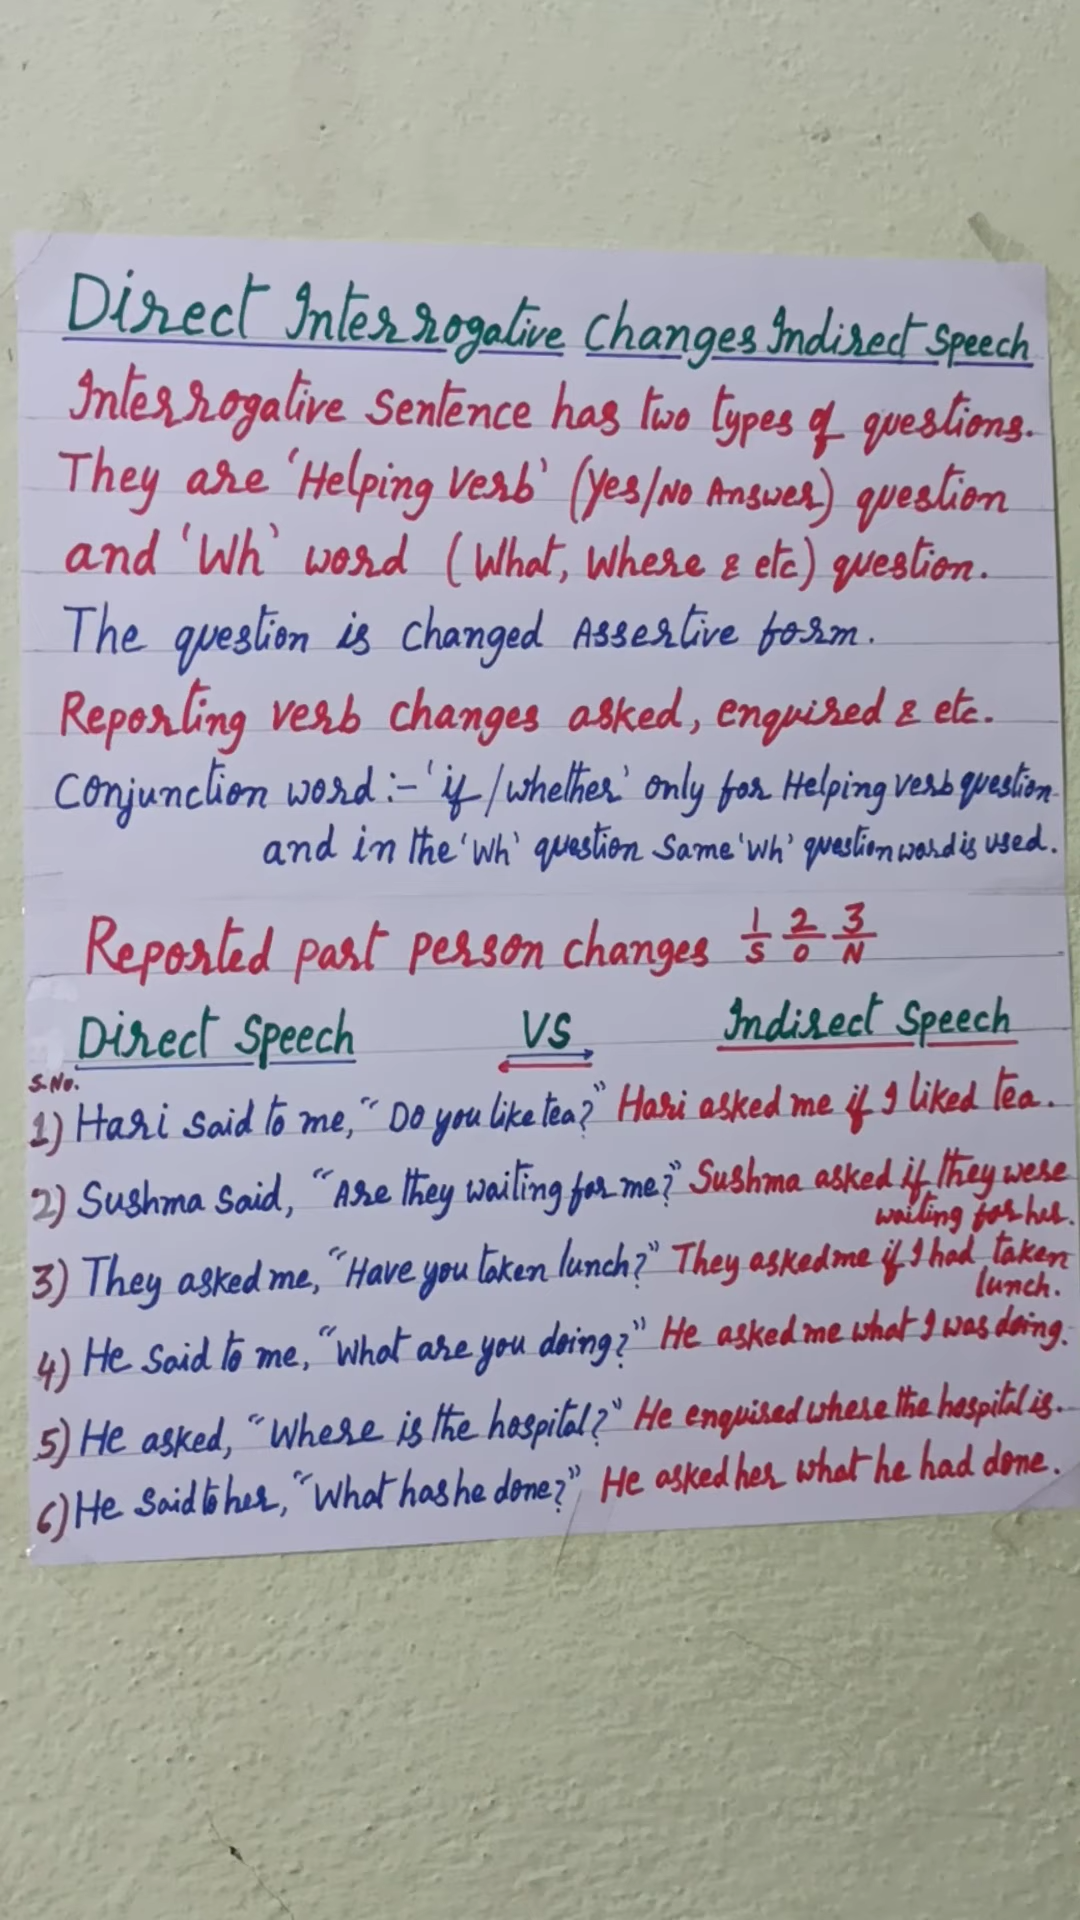 Direct Interrogative Changes Indirect Speech
Interrogative Sentence has two types of questions.
They are 'Helping Verb' (Yes/No Answer) question
and 'Wh' word (What, Where & etc) question.
The question is changed Assertive form.
Reporting verb changes asked, enquired & etc.
Conjunction word :- 'if/whether' only for Helping verb question
and in the 'Wh' question Same 'Wh' question word is used.
Reported part person changes 1/S 2/O 3/N
Direct Speech VS Indirect Speech
S.No.
1) Hari Said to me, "Do you like tea?" Hari asked me if I liked tea.
2) Sushma Said, "Are they waiting for me?" Sushma asked if they were
waiting for her.
3) They asked me, "Have you taken lunch?" They asked me if I had taken
lunch.
4) He Said to me, "What are you doing?" He asked me what I was doing.
5) He asked, "Where is the hospital?" He enquired where the hospital is.
6) He Said to her, "What has he done?" He asked her what he had done.